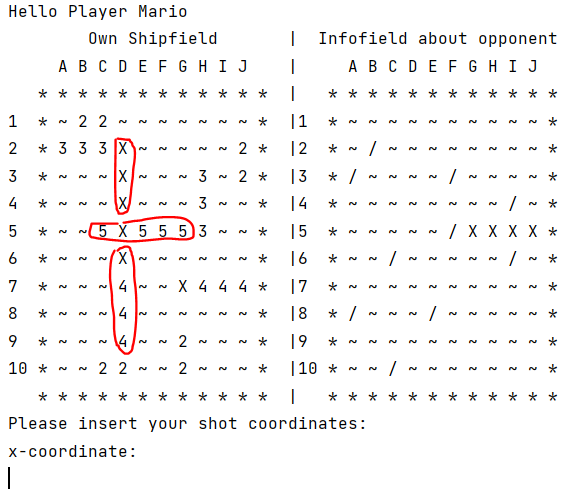 Hello Player Mario
Own Shipfield | Infofield about opponent
A B C D E F G H I J | A B C D E F G H I J
* * * * * * * * * * * * | * * * * * * * * * * * *
1 * ~ 2 2 ~ ~ ~ ~ ~ ~ ~ * |1 * ~ ~ ~ ~ ~ ~ ~ ~ ~ ~ *
2 * 3 3 3 X ~ ~ ~ ~ ~ 2 * |2 * ~ / ~ ~ ~ ~ ~ ~ ~ ~ *
3 * ~ ~ ~ X ~ ~ ~ 3 ~ 2 * |3 * / ~ ~ ~ ~ / ~ ~ ~ ~ *
4 * ~ ~ ~ X ~ ~ ~ 3 ~ ~ * |4 * ~ ~ ~ ~ ~ ~ ~ ~ / ~ *
5 * ~ ~ 5 X 5 5 5 3 ~ ~ * |5 * ~ ~ ~ ~ ~ / X X X X *
6 * ~ ~ ~ X ~ ~ ~ ~ ~ ~ * |6 * ~ ~ / ~ ~ ~ ~ ~ / ~ *
7 * ~ ~ ~ 4 ~ ~ X 4 4 4 * |7 * ~ ~ ~ ~ ~ ~ ~ ~ ~ ~ *
8 * ~ ~ ~ 4 ~ ~ ~ ~ ~ ~ * |8 * / ~ ~ ~ / ~ ~ ~ ~ ~ *
9 * ~ ~ ~ 4 ~ ~ 2 ~ ~ ~ * |9 * ~ ~ ~ ~ ~ ~ ~ ~ ~ ~ *
10 * ~ ~ 2 2 ~ ~ 2 ~ ~ ~ * |10 * ~ ~ / ~ ~ ~ ~ ~ ~ ~ *
* * * * * * * * * * * * | * * * * * * * * * * * *
Please insert your shot coordinates:
x-coordinate: